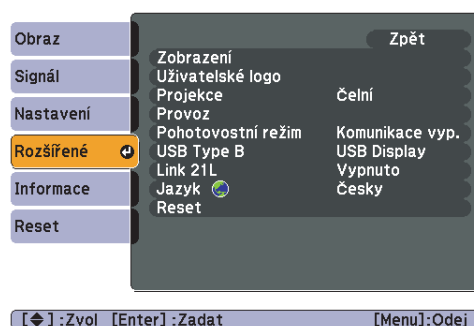 Obraz
Signál
Nastavení
Rozšířené
Informace
Reset
Zpět
Zobrazení
Uživatelské logo
Projekce Čelní
Provoz
Pohotovostní režim Komunikace vyp.
USB Type B USB Display
Link 21L Vypnuto
Jazyk Česky
Reset
[◆] :Zvol [Enter] :Zadat [Menu]:Odej